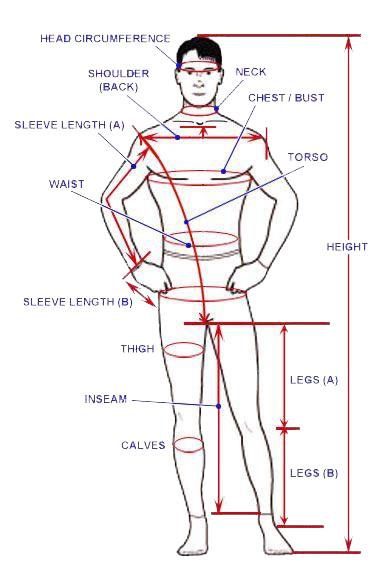 HEAD CIRCUMFERENCE
SHOULDER
(BACK)
NECK
CHEST / BUST
SLEEVE LENGTH (A)
TORSO
WAIST
HEIGHT
SLEEVE LENGTH (B)
THIGH
LEGS (A)
INSEAM
CALVES
LEGS (B)